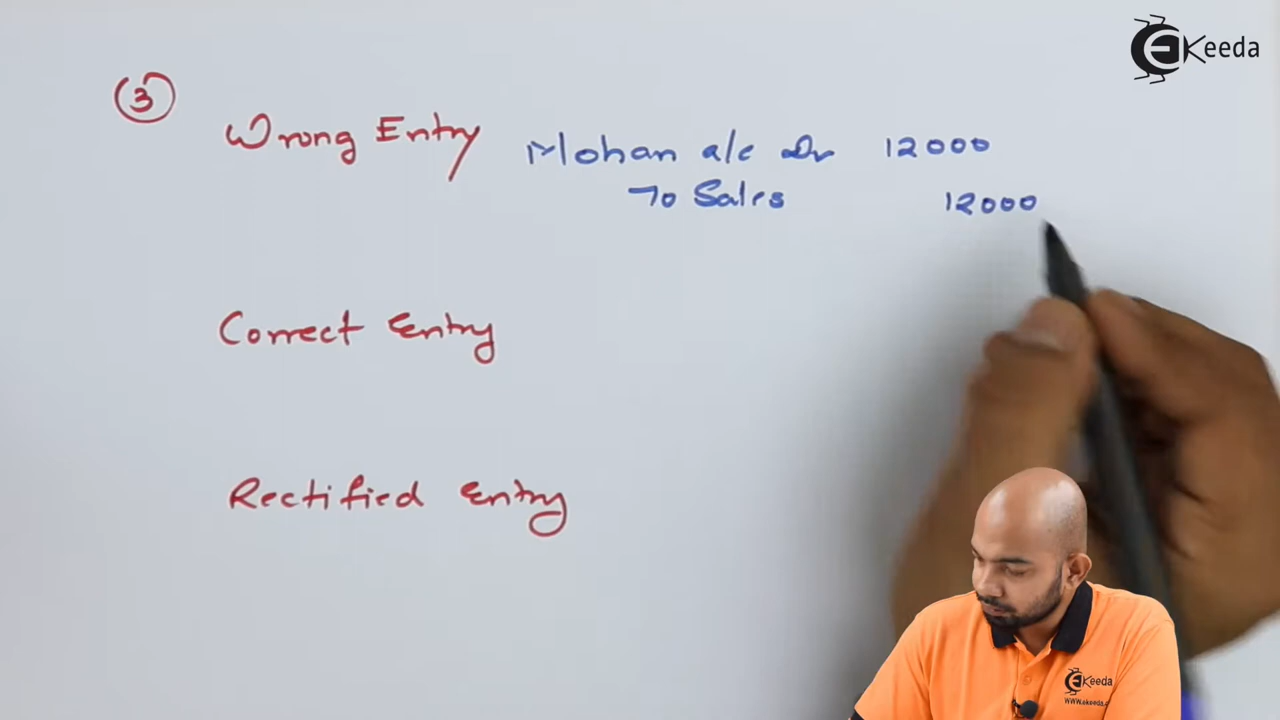 EKeeda
3
Wrong Entry Mohan a/c Dr 12000
To Sales 12000
Correct Entry
Rectified Entry
EKeeda